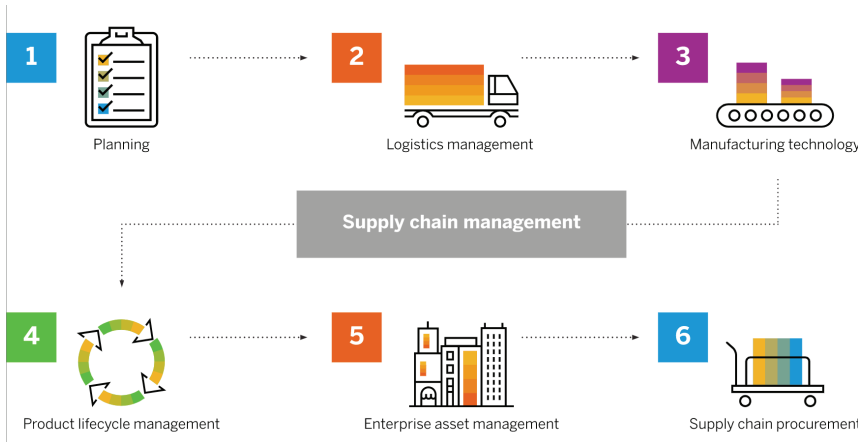 1
Planning
2
Logistics management
3
Manufacturing technology
Supply chain management
4
Product lifecycle management
5
Enterprise asset management
6
Supply chain procurement